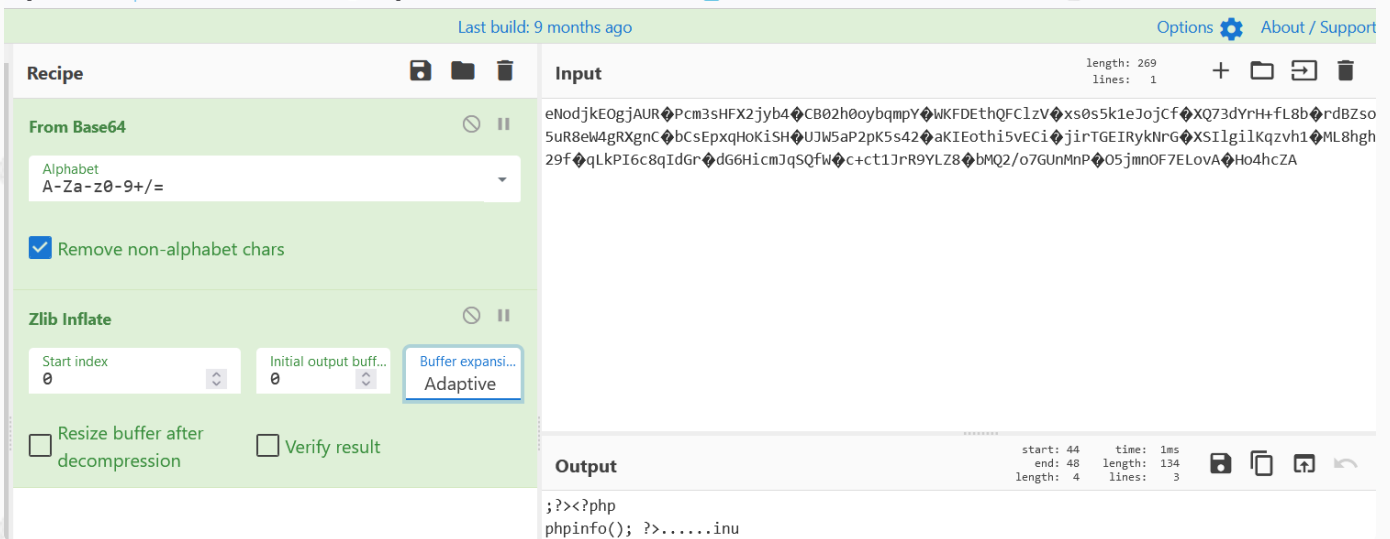 Last build: 9 months ago
Options
About / Support
Recipe
From Base64
Alphabet
A-Za-z0-9+/=
Remove non-alphabet chars
Zlib Inflate
Start index
0
Initial output buff...
0
Buffer expansi...
Adaptive
Resize buffer after
decompression
Verify result
Input
length: 269
lines: 1
eNodjkEOgjAUR�Pcm3sHFX2jyb4�CB02h0oybqmpY�WKFDEthQFClzV�xs0s5k1eJojCf�XQ73dYrH+fL8b�rdBZso
5uR8eW4gRXgnC�bCsEpxqHoKiSH�UJW5aP2pK5s42�aKIEothi5vECi�jirTGEIRykNrG�XSIlgilKqzvh1�ML8hgh
29f�qLkPI6c8qIdGr�dG6HicmJqSQfW�c+ct1JrR9YLZ8�bMQ2/o7GUnMnP�O5jmnOF7ELovA�Ho4hcZA
Output
start: 44
end: 48
length: 4
time: 1ms
length: 134
lines: 3
;?><?php
phpinfo(); ?>......inu